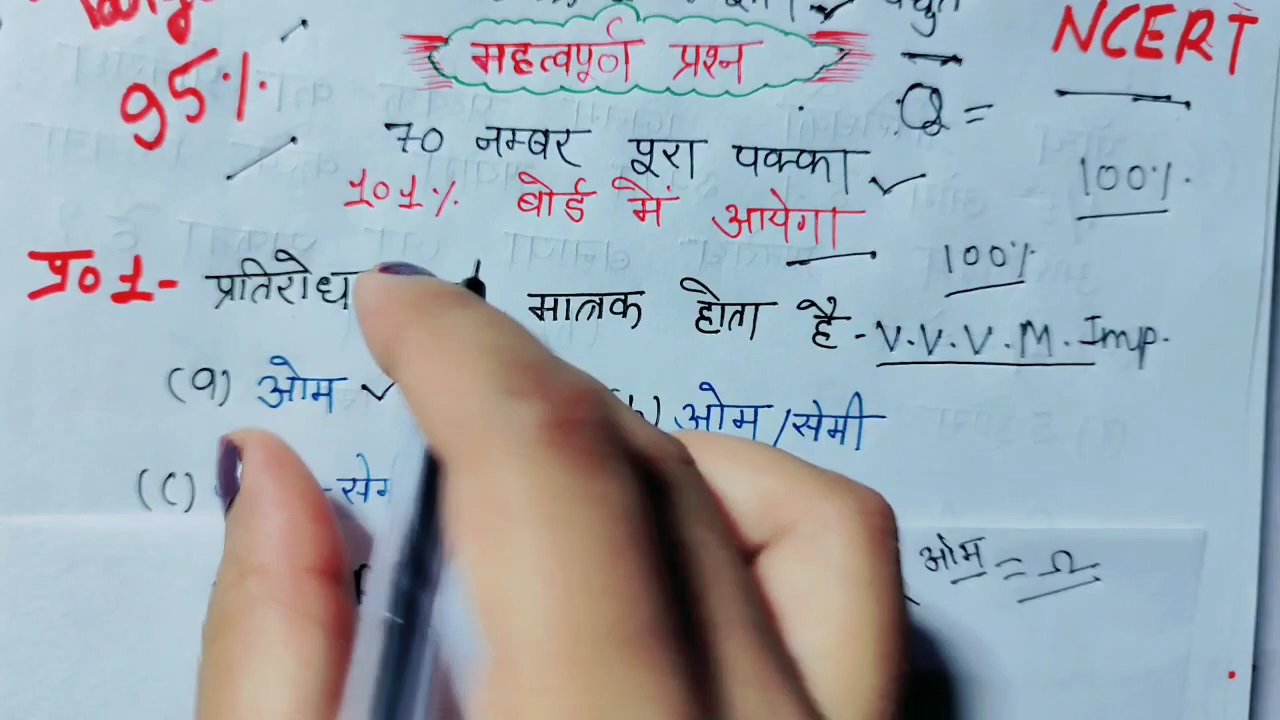 NCERT
महत्वपूर्ण प्रश्न
95%
Q =
70 नम्बर पूरा पक्का
100%
101% बोर्ड में आयेगा
100%
प्र० 1- प्रतिरोध मात्रक होता है- V.V.V.M. Imp.
(a) ओम
ओम/सेमी
(C)
ओम = Ω